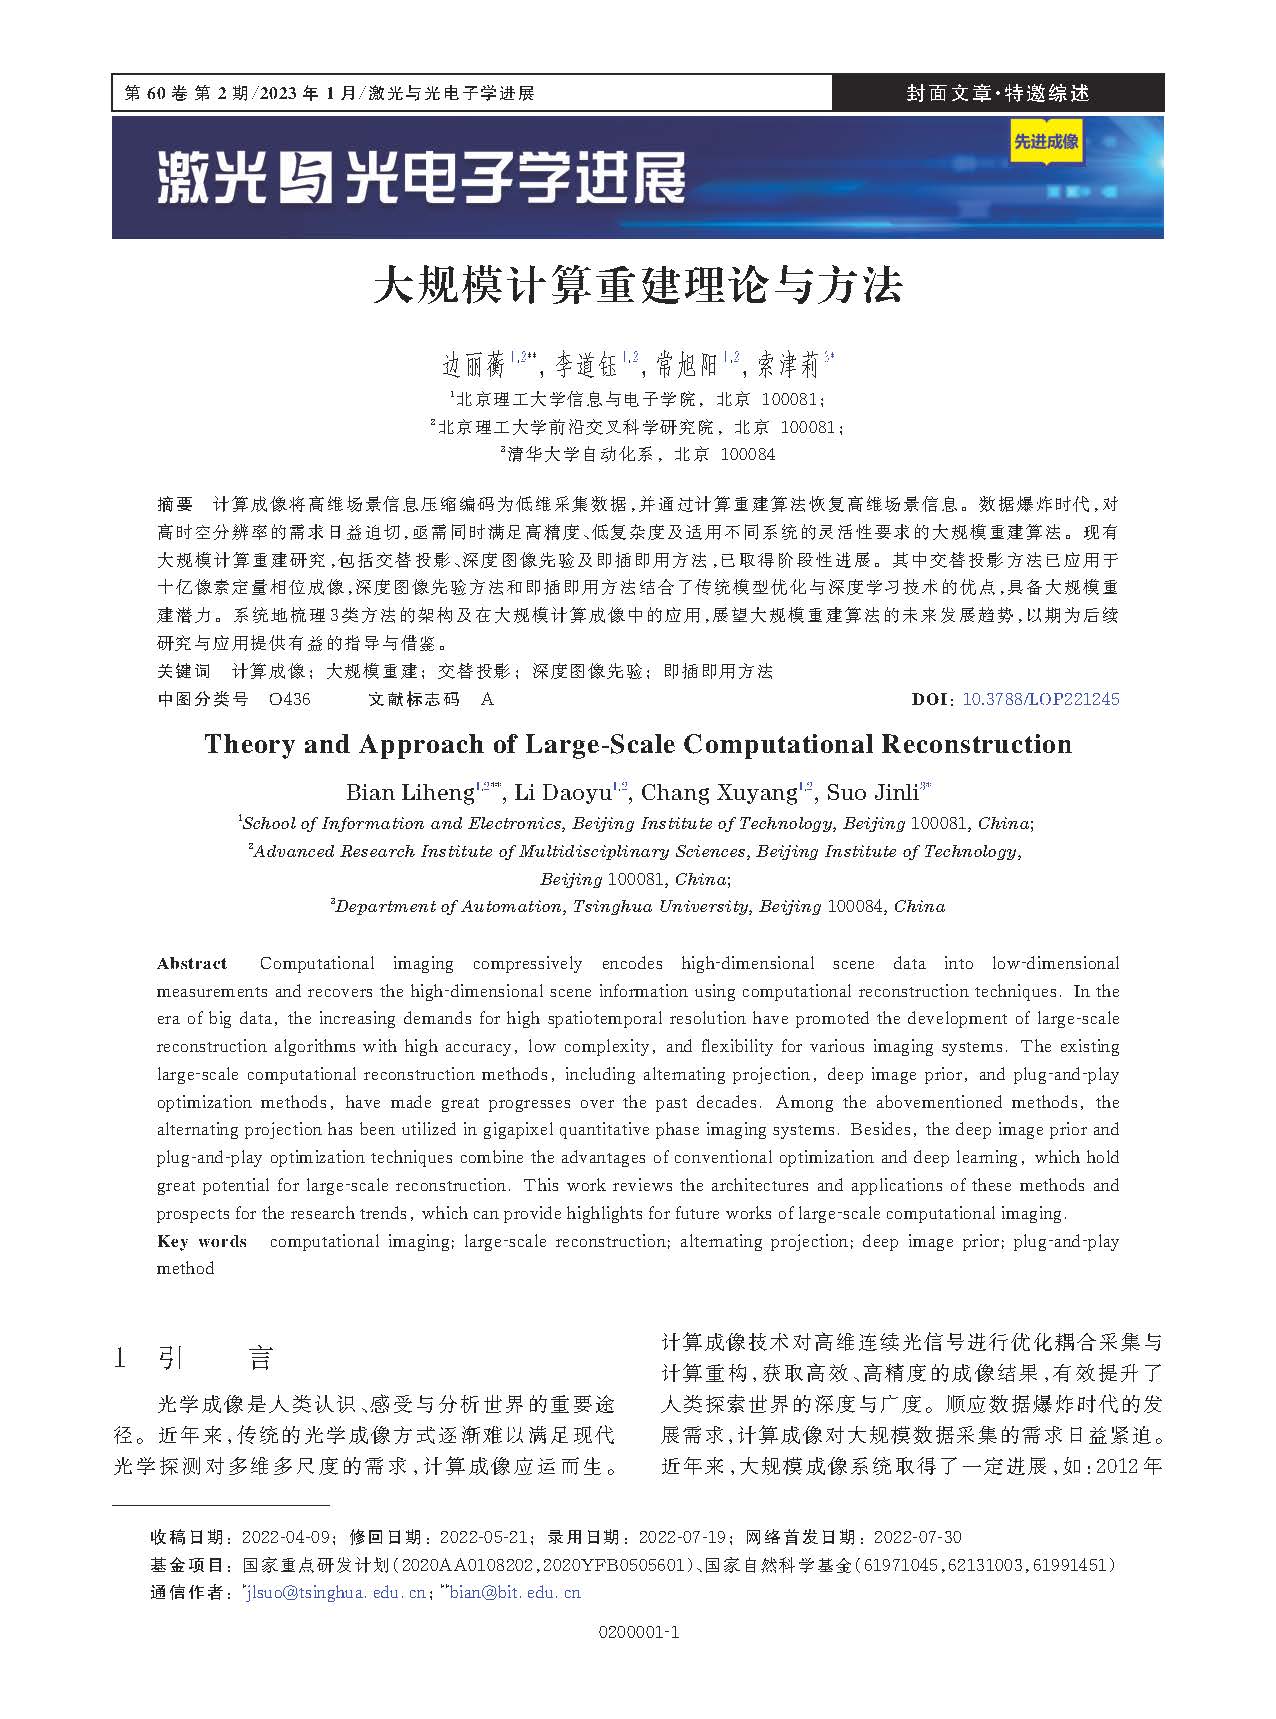 第 60 卷 第 2 期/2023 年 1 月/激光与光电子学进展
封面文章·特邀综述
先进成像
激光与光电子学进展
大规模计算重建理论与方法
边丽蘅1,2**, 李道钰1,2, 常旭阳1,2, 索津莉3*
1北京理工大学信息与电子学院, 北京 100081;
2北京理工大学前沿交叉科学研究院, 北京 100081;
3清华大学自动化系, 北京 100084
摘要 计算成像将高维场景信息压缩编码为低维采集数据,并通过计算重建算法恢复高维场景信息。数据爆炸时代,对
高时空分辨率的需求日益迫切,亟需同时满足高精度、低复杂度及适用不同系统的灵活性要求的大规模重建算法。现有
大规模计算重建研究,包括交替投影、深度图像先验及即插即用方法,已取得阶段性进展。其中交替投影方法已应用于
十亿像素定量相位成像,深度图像先验方法和即插即用方法结合了传统模型优化与深度学习技术的优点,具备大规模重
建潜力。系统地梳理3类方法的架构及在大规模计算成像中的应用,展望大规模重建算法的未来发展趋势,以期为后续
研究与应用提供有益的指导与借鉴。
关键词 计算成像; 大规模重建; 交替投影; 深度图像先验; 即插即用方法
中图分类号 O436 文献标志码 A DOI: 10.3788/LOP221245
Theory and Approach of Large-Scale Computational Reconstruction
Bian Liheng1,2**, Li Daoyu1,2, Chang Xuyang1,2, Suo Jinli3*
1School of Information and Electronics, Beijing Institute of Technology, Beijing 100081, China;
2Advanced Research Institute of Multidisciplinary Sciences, Beijing Institute of Technology,
Beijing 100081, China;
3Department of Automation, Tsinghua University, Beijing 100084, China
Abstract Computational imaging compressively encodes high-dimensional scene data into low-dimensional
measurements and recovers the high-dimensional scene information using computational reconstruction techniques. In the
era of big data, the increasing demands for high spatiotemporal resolution have promoted the development of large-scale
reconstruction algorithms with high accuracy, low complexity, and flexibility for various imaging systems. The existing
large-scale computational reconstruction methods, including alternating projection, deep image prior, and plug-and-play
optimization methods, have made great progresses over the past decades. Among the abovementioned methods, the
alternating projection has been utilized in gigapixel quantitative phase imaging systems. Besides, the deep image prior and
plug-and-play optimization techniques combine the advantages of conventional optimization and deep learning, which hold
great potential for large-scale reconstruction. This work reviews the architectures and applications of these methods and
prospects for the research trends, which can provide highlights for future works of large-scale computational imaging.
Key words computational imaging; large-scale reconstruction; alternating projection; deep image prior; plug-and-play
method
1 引 言
光学成像是人类认识、感受与分析世界的重要途
径。近年来,传统的光学成像方式逐渐难以满足现代
光学探测对多维多尺度的需求,计算成像应运而生。
计算成像技术对高维连续光信号进行优化耦合采集与
计算重构,获取高效、高精度的成像结果,有效提升了
人类探索世界的深度与广度。顺应数据爆炸时代的发
展需求,计算成像对大规模数据采集的需求日益紧迫。
近年来,大规模成像系统取得了一定进展,如:2012年
收稿日期: 2022-04-09; 修回日期: 2022-05-21; 录用日期: 2022-07-19; 网络首发日期: 2022-07-30
基金项目: 国家重点研发计划(2020AA0108202,2020YFB0505601)、国家自然科学基金(61971045,62131003,61991451)
通信作者: *jlsuo@tsinghua.edu.cn; **bian@bit.edu.cn
0200001-1